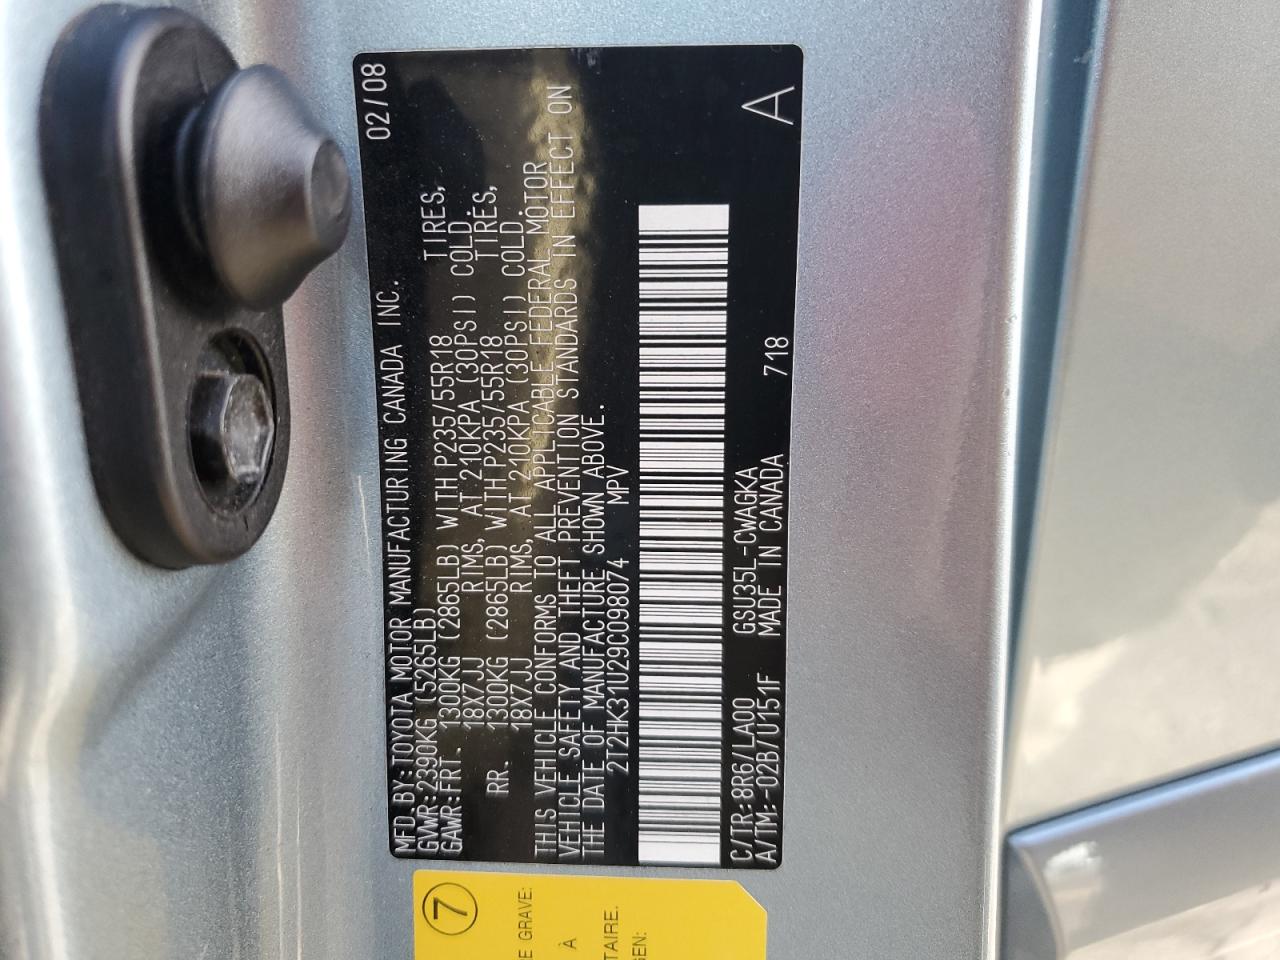 MFD.BY:TOYOTA MOTOR MANUFACTURING CANADA INC. 02/08
GVWR:2390KG (5265LB)
GAWR:FRT. 1300KG (2865LB) WITH P235/55R18 TIRES,
18X7JJ RIMS, AT 210KPA (30PSI) COLD.
RR. 1300KG (2865LB) WITH P235/55R18 TIRES,
18X7JJ RIMS, AT 210KPA (30PSI) COLD.
THIS VEHICLE CONFORMS TO ALL APPLICABLE FEDERAL MOTOR
VEHICLE SAFETY AND THEFT PREVENTION STANDARDS IN EFFECT ON
THE DATE OF MANUFACTURE SHOWN ABOVE.
2T2HK31U29C098074 MPV
C/TR:8R6/LA00 GSU35L-CWAGKA
A/TM:-02B/U151F MADE IN CANADA 718 A
7
E GRAVE:
À
TAIRE.
GEN: